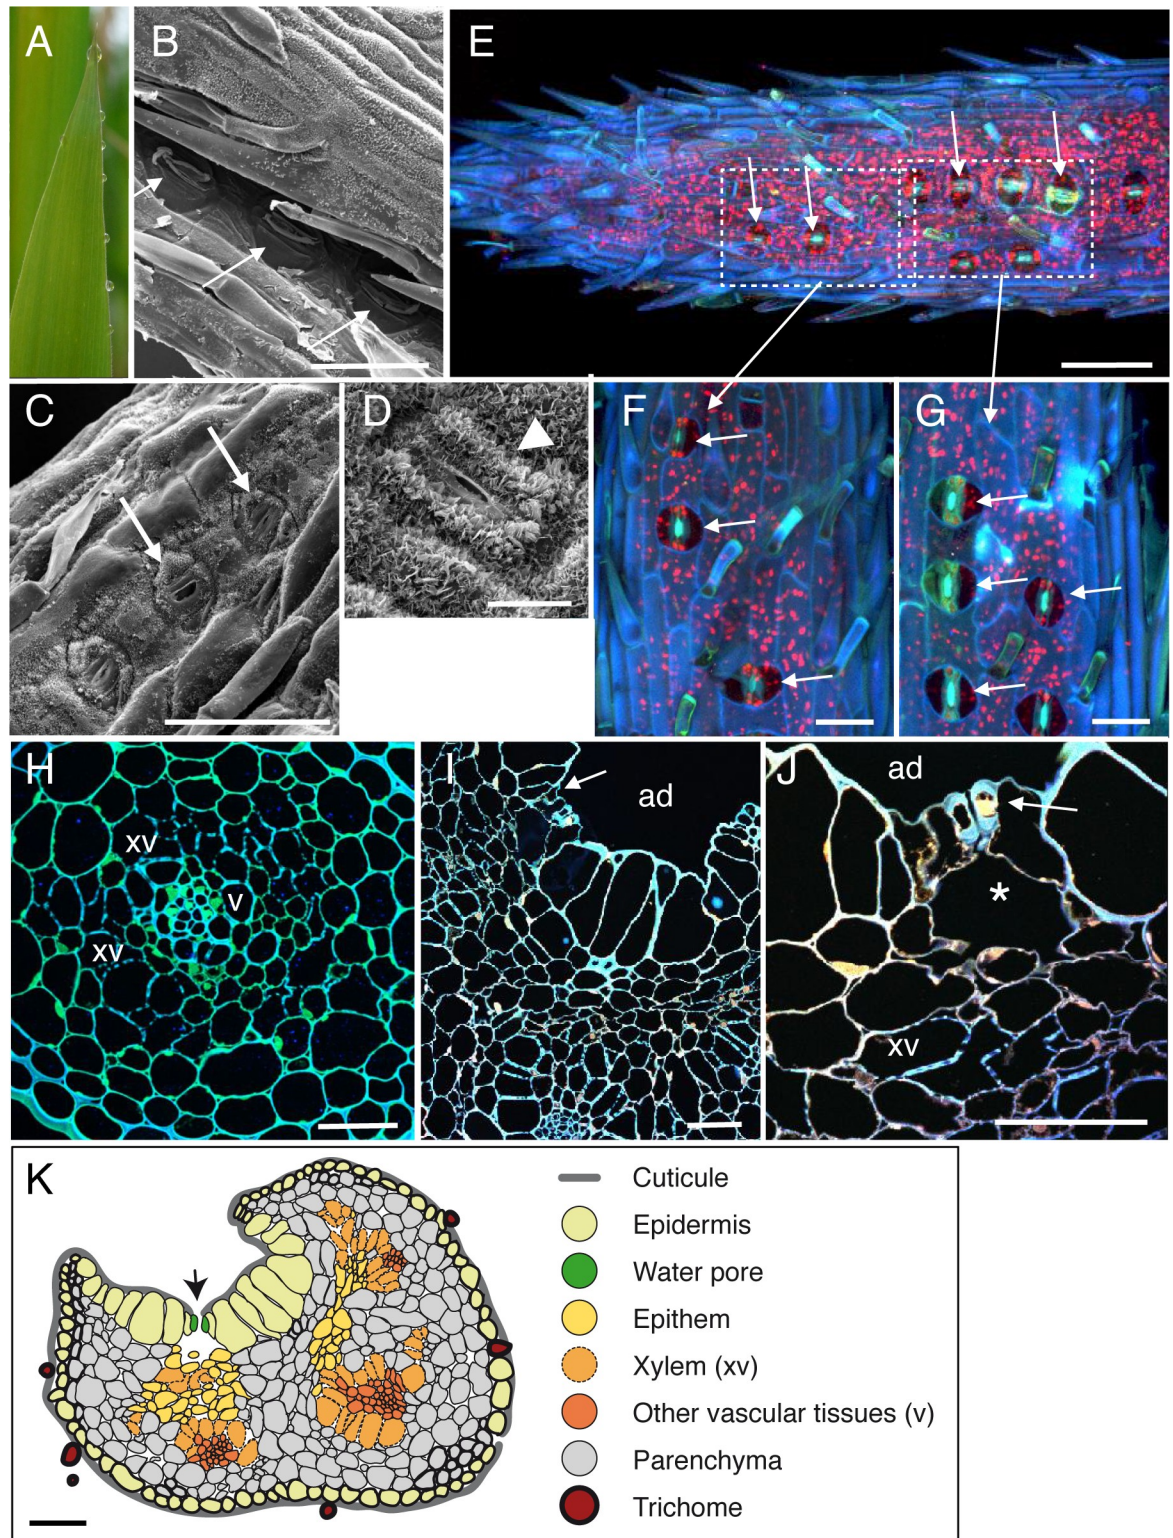 A
B
E
C
D
F
G
H
xv
v
xv
I
ad
J
ad
*
xv
K
Cuticule
Epidermis
Water pore
Epithem
Xylem (xv)
Other vascular tissues (v)
Parenchyma
Trichome